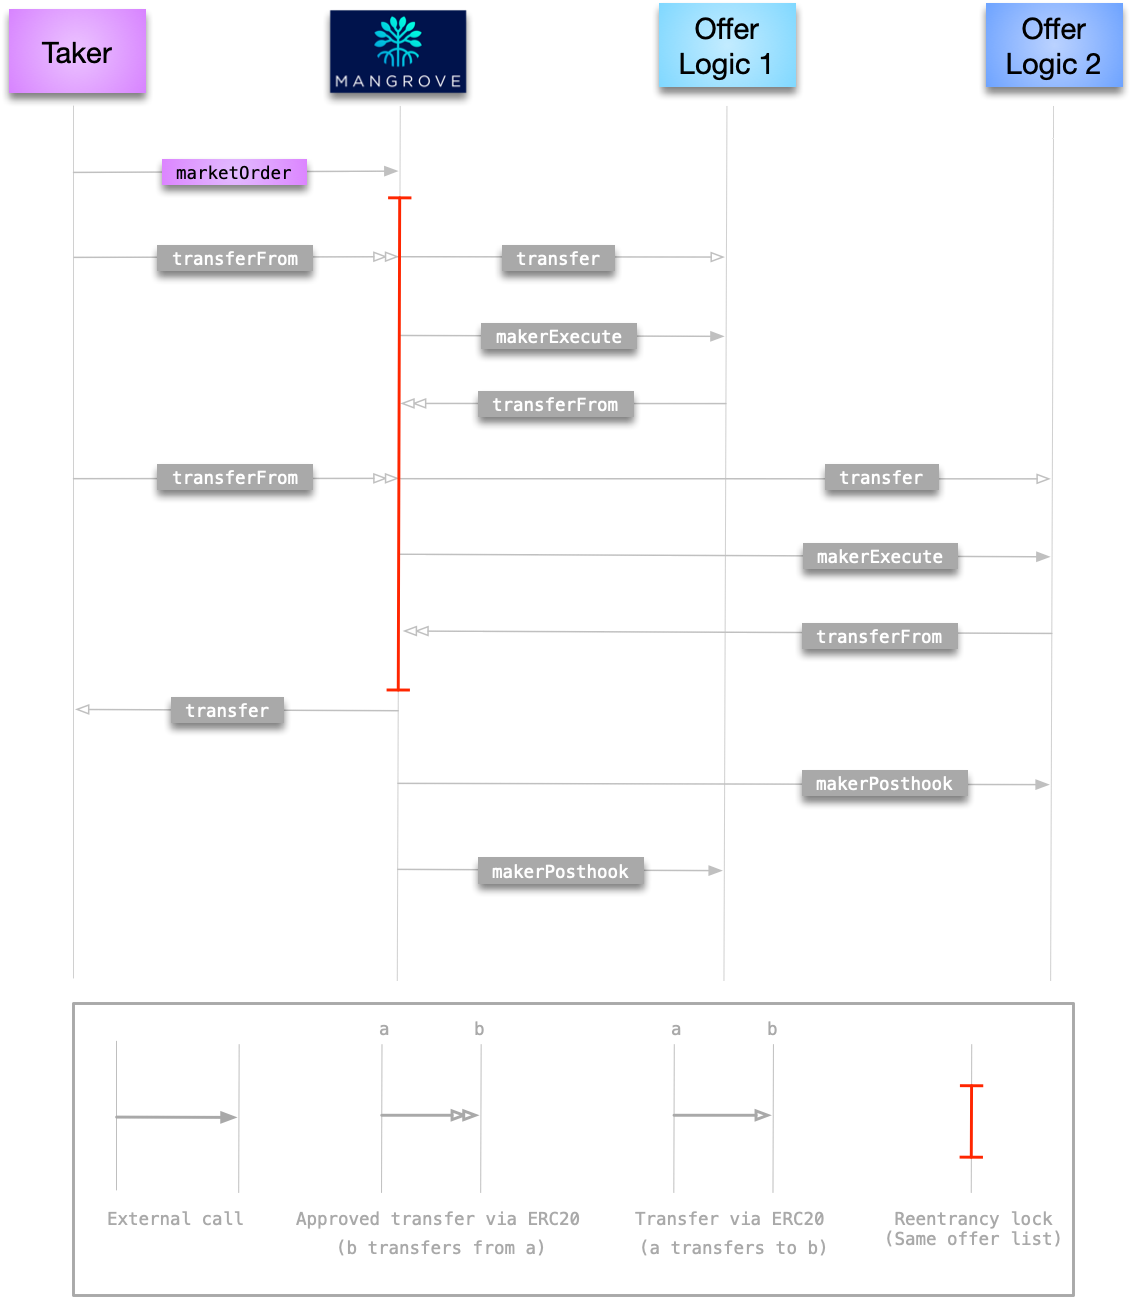 Taker
MANGROVE
Offer
Logic 1
Offer
Logic 2
marketOrder
transferFrom
transfer
makerExecute
transferFrom
transferFrom
transfer
makerExecute
transferFrom
transfer
makerPosthook
makerPosthook
a b a b
External call
Approved transfer via ERC20
(b transfers from a)
Transfer via ERC20
(a transfers to b)
Reentrancy lock
(Same offer list)